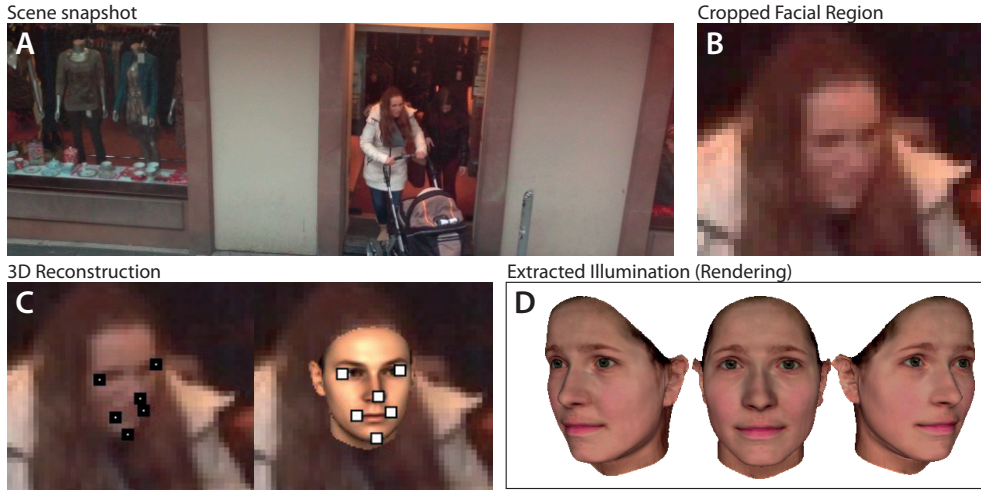 Scene snapshot
Cropped Facial Region
A
B
3D Reconstruction
Extracted Illumination (Rendering)
C
D